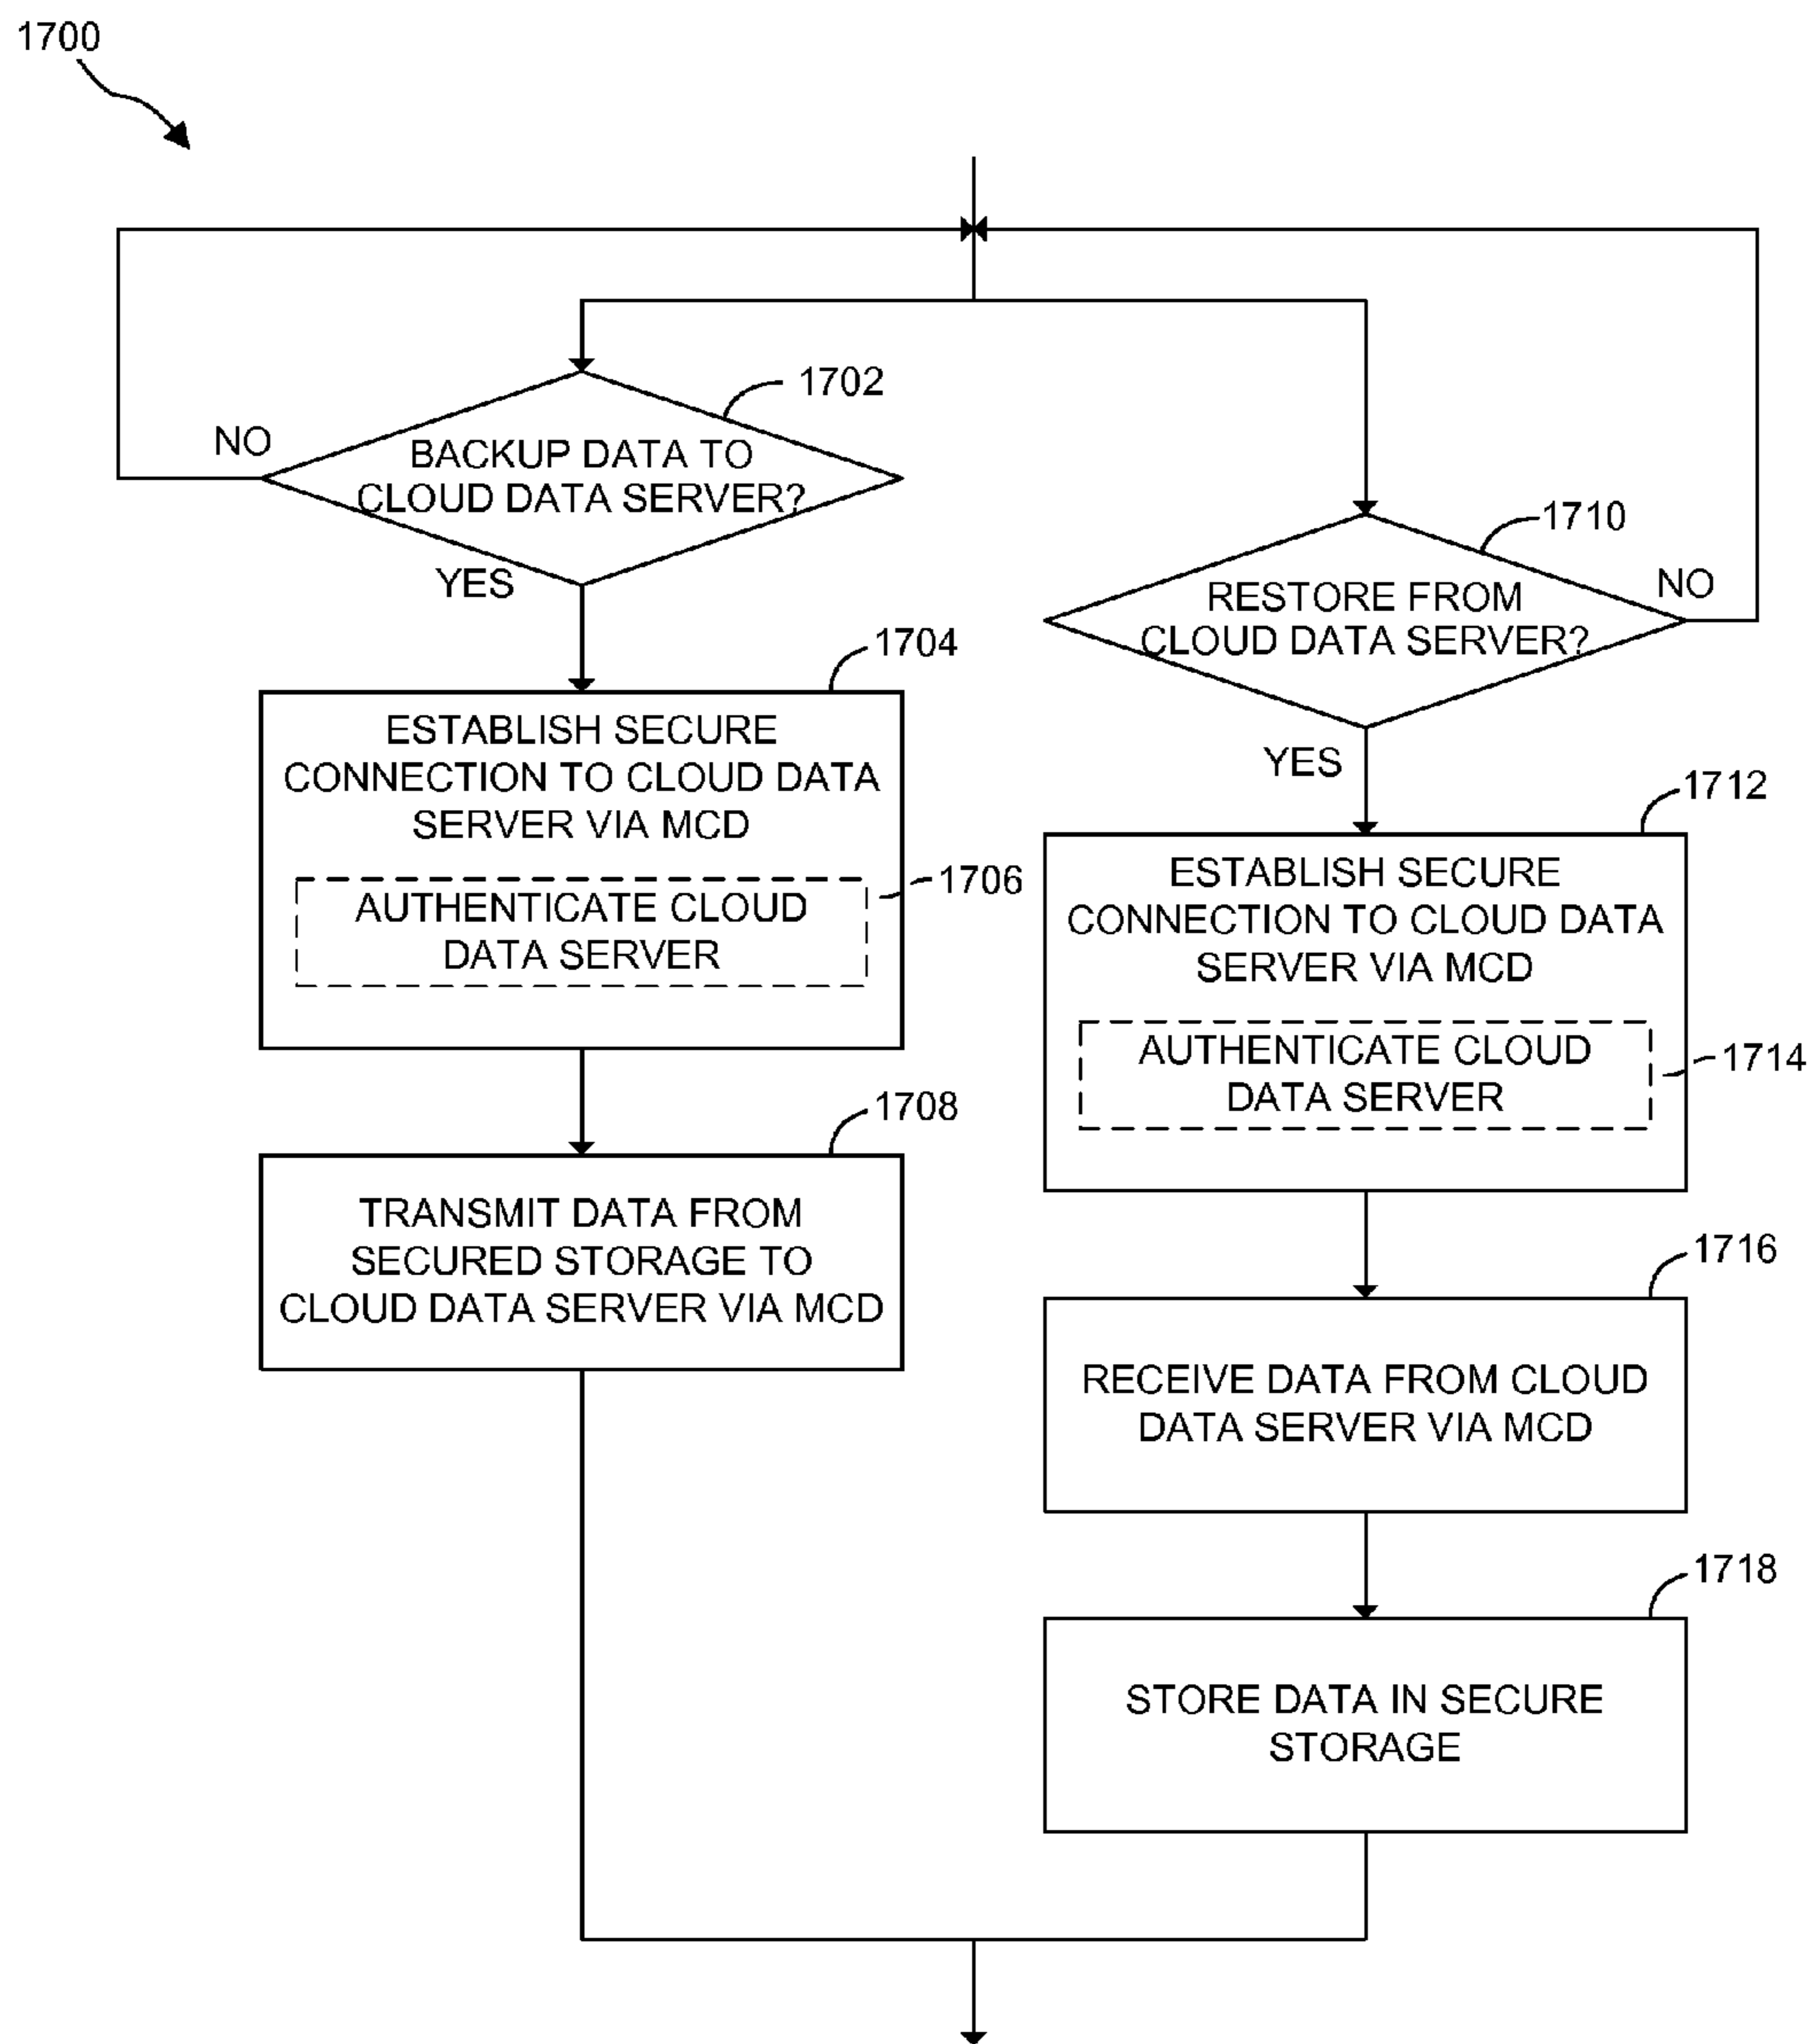 1700
1702
NO
BACKUP DATA TO
CLOUD DATA SERVER?
YES
1704
ESTABLISH SECURE
CONNECTION TO CLOUD DATA
SERVER VIA MCD
1706
AUTHENTICATE CLOUD
DATA SERVER
1708
TRANSMIT DATA FROM
SECURED STORAGE TO
CLOUD DATA SERVER VIA MCD
1710
NO
RESTORE FROM
CLOUD DATA SERVER?
YES
1712
ESTABLISH SECURE
CONNECTION TO CLOUD DATA
SERVER VIA MCD
1714
AUTHENTICATE CLOUD
DATA SERVER
1716
RECEIVE DATA FROM CLOUD
DATA SERVER VIA MCD
1718
STORE DATA IN SECURE
STORAGE